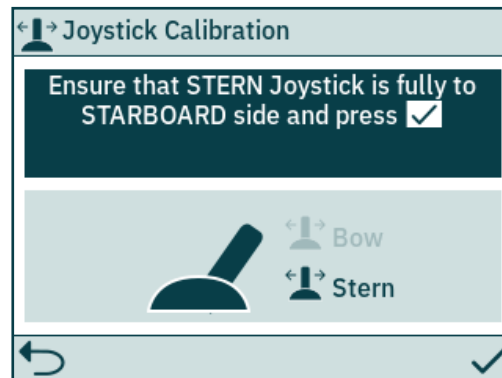 Joystick Calibration
Ensure that STERN Joystick is fully to
STARBOARD side and press
Bow
Stern